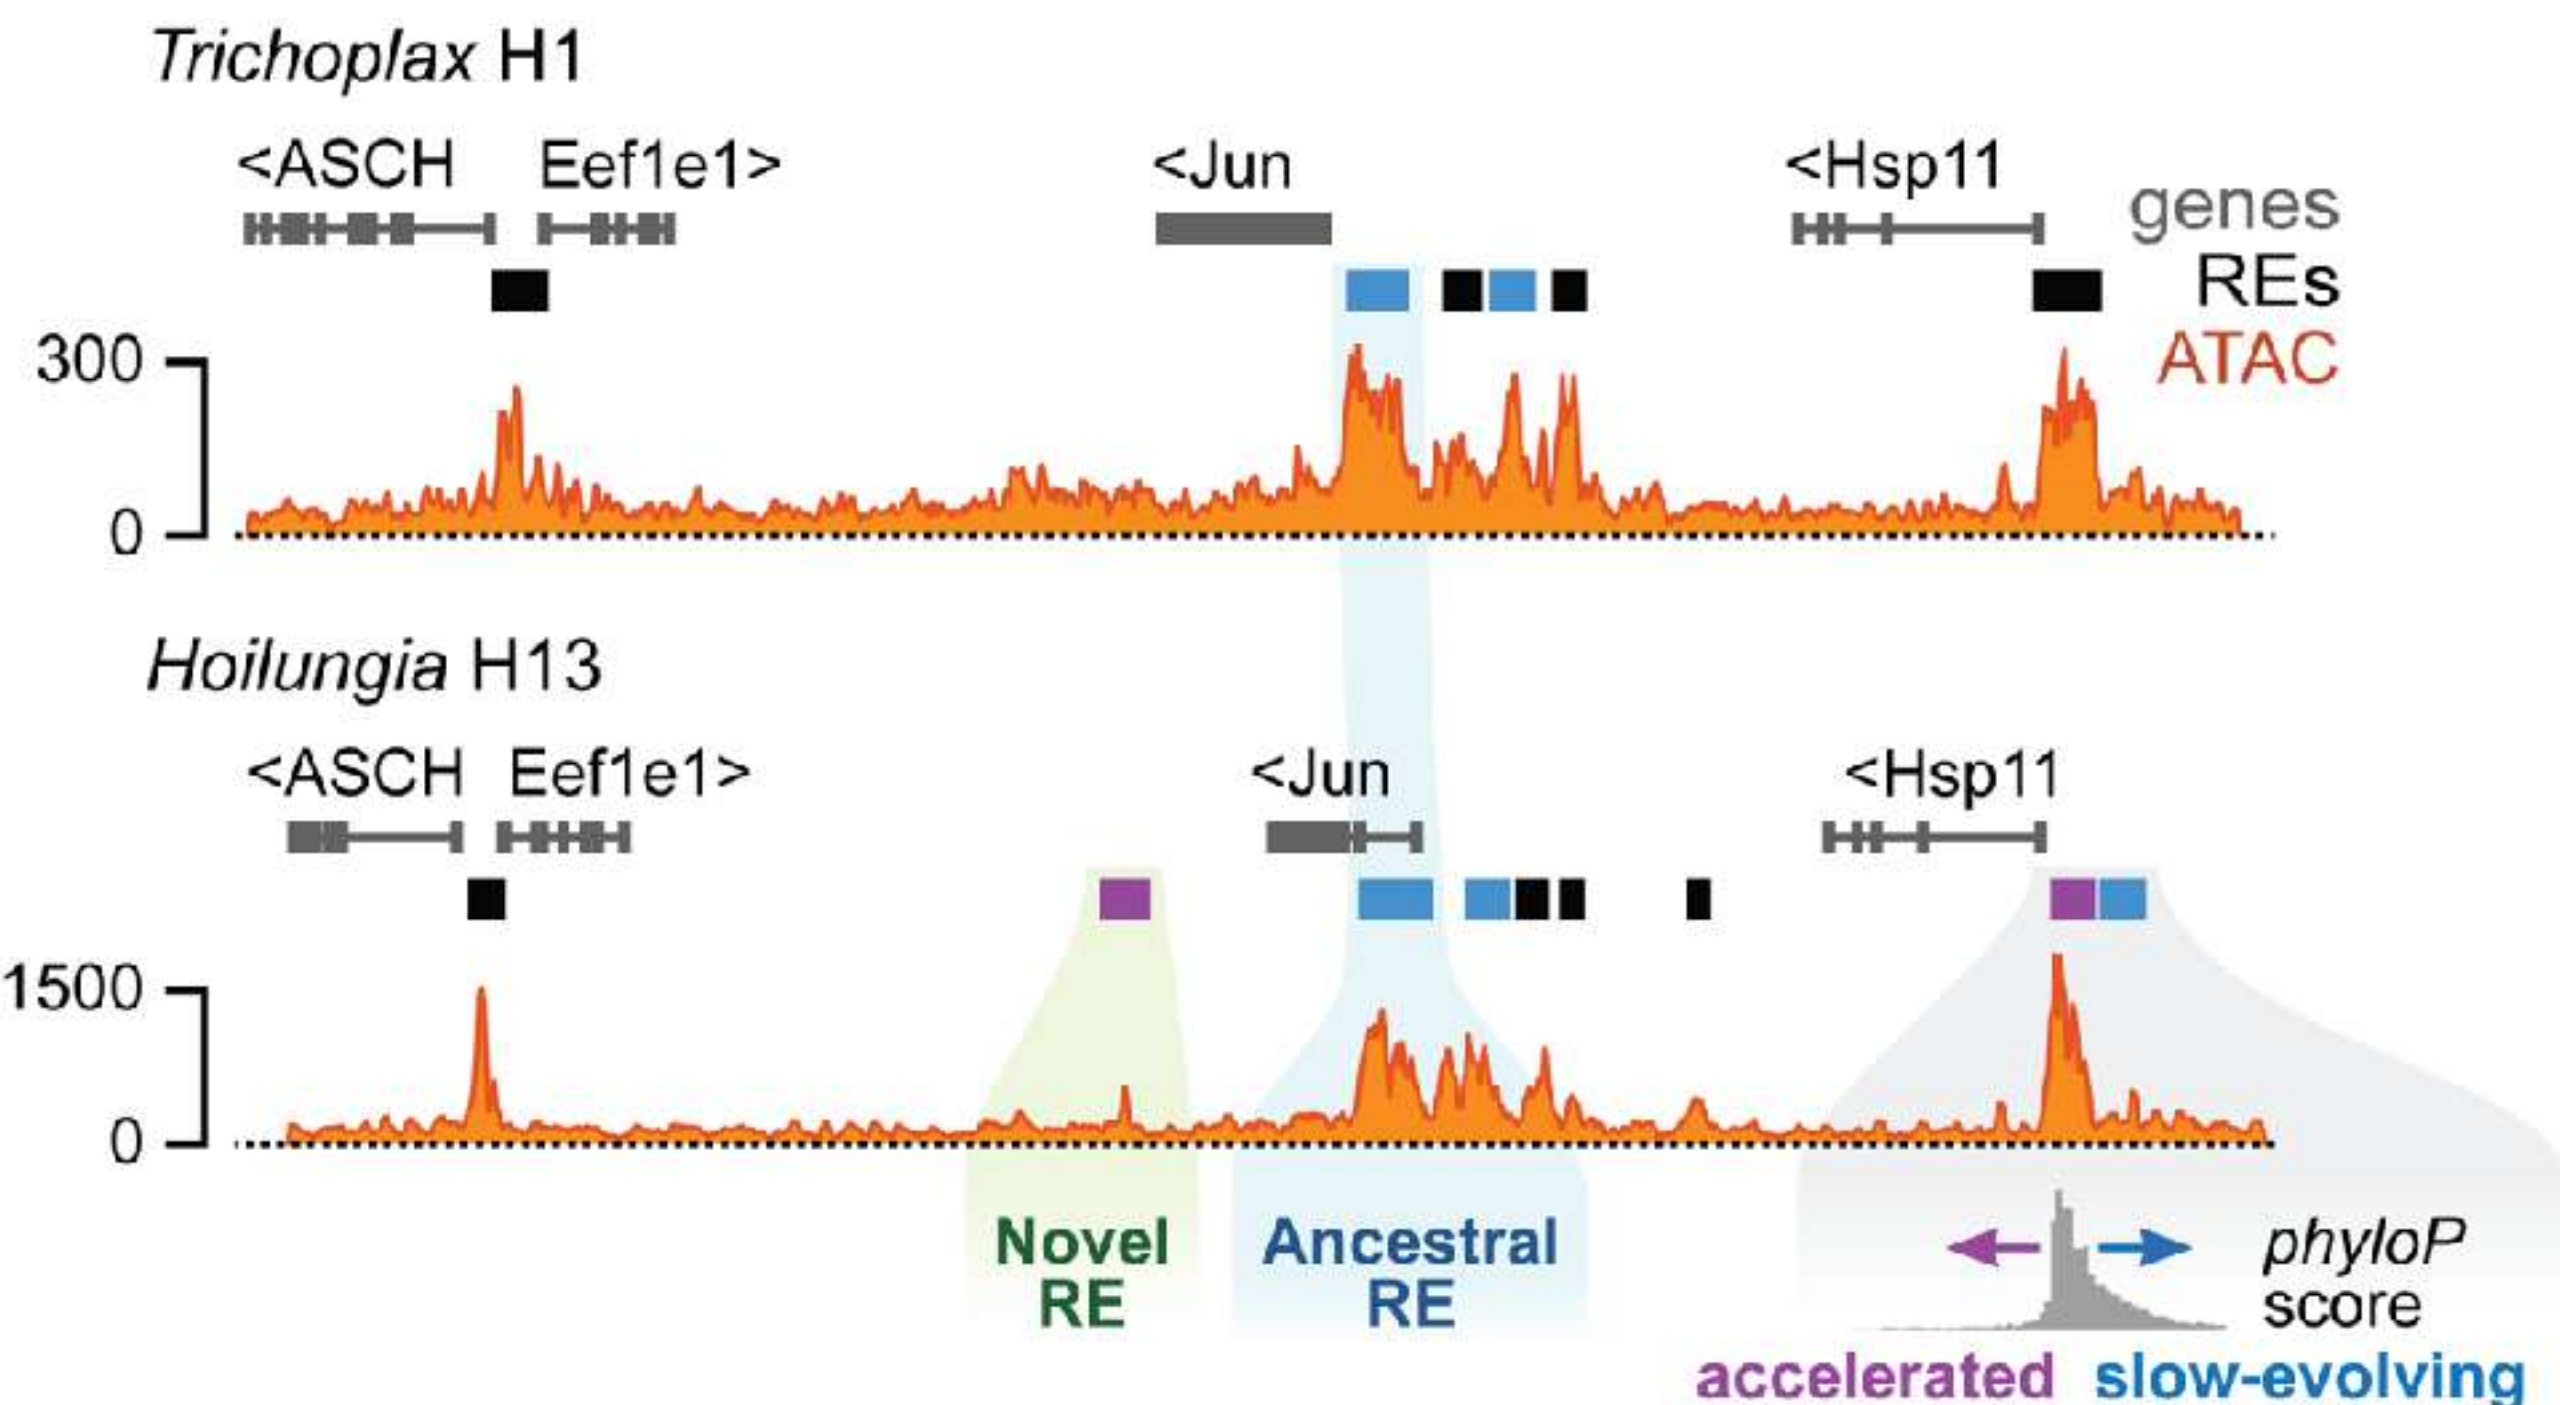 Trichoplax H1
<ASCH Eef1e1> <Jun <Hsp11
genes
REs
ATAC
300
0
Hoilungia H13
<ASCH Eef1e1> <Jun <Hsp11
1500
0
Novel
RE
Ancestral
RE
phyloP
score
accelerated slow-evolving